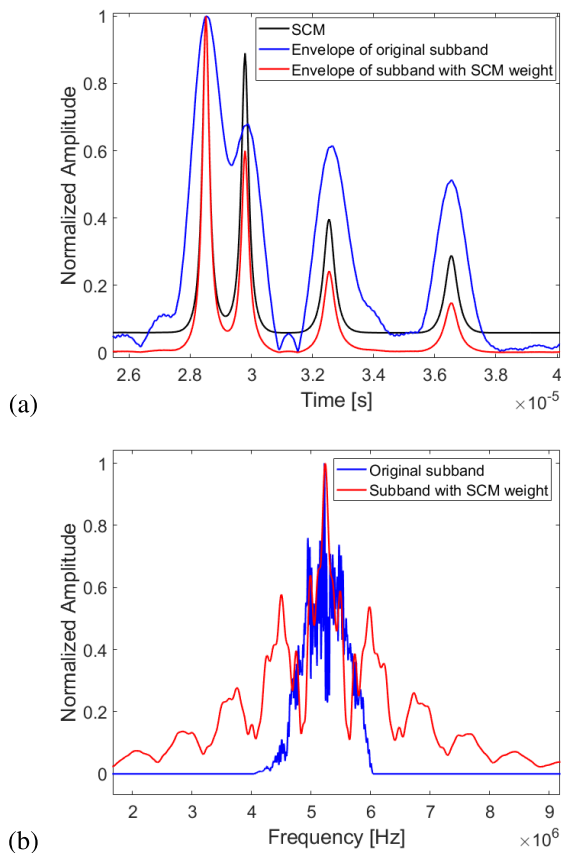 1
0.8
0.6
0.4
0.2
0
Normalized Amplitude
SCM
Envelope of original subband
Envelope of subband with SCM weight
2.6 2.8 3 3.2 3.4 3.6 3.8 4
Time [s]
×10⁻⁵
(a)
1
0.8
0.6
0.4
0.2
0
Normalized Amplitude
Original subband
Subband with SCM weight
2 3 4 5 6 7 8 9
Frequency [Hz]
×10⁶
(b)